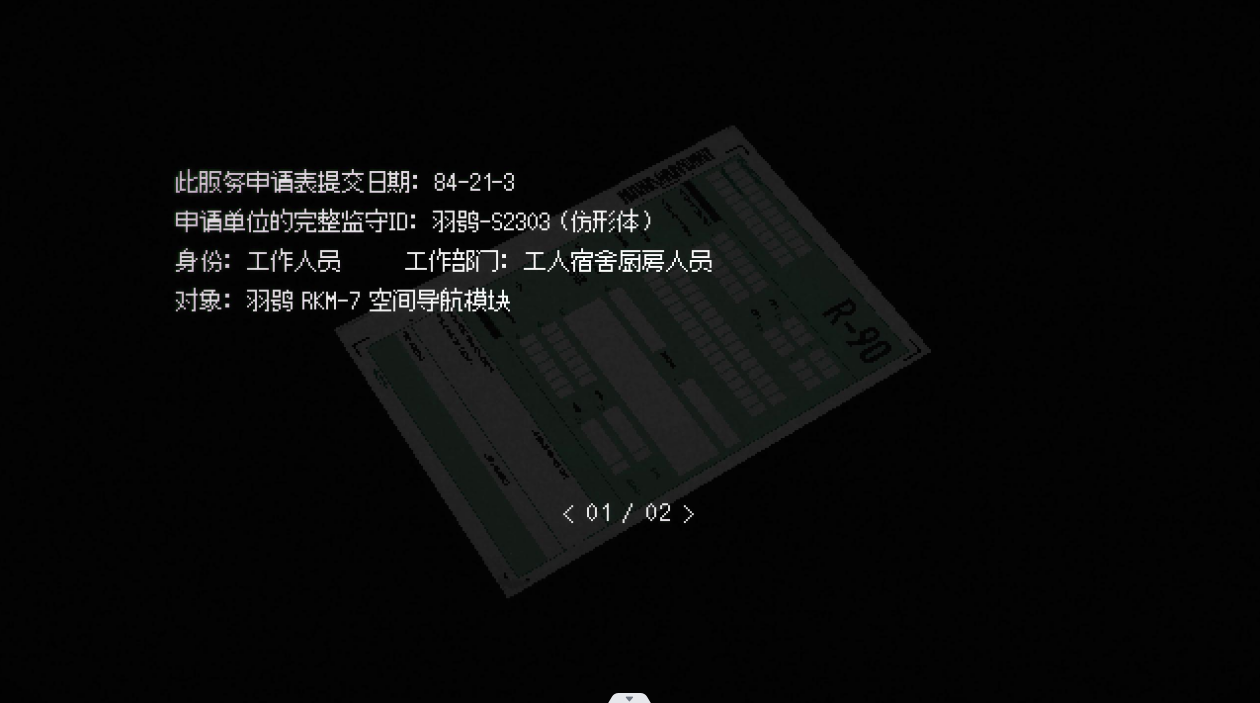 此服务申请表提交日期: 84-21-3
申请单位的完整监守ID: 羽鹀-S2303 (仿形体)
身份: 工作人员 工作部门: 工人宿舍厨房人员
对象: 羽鹀 RKM-7 空间导航模块
R-90
< 01 / 02 >